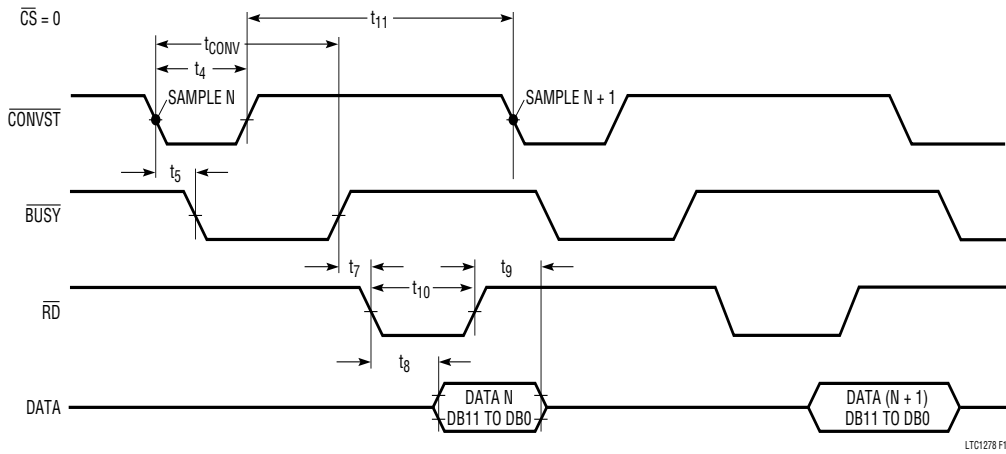 CS = 0
t11
tCONV
t4
SAMPLE N
SAMPLE N + 1
CONVST
t5
BUSY
t7
t9
t10
RD
t8
DATA N
DB11 TO DB0
DATA (N + 1)
DB11 TO DB0
DATA
LTC1278 F1